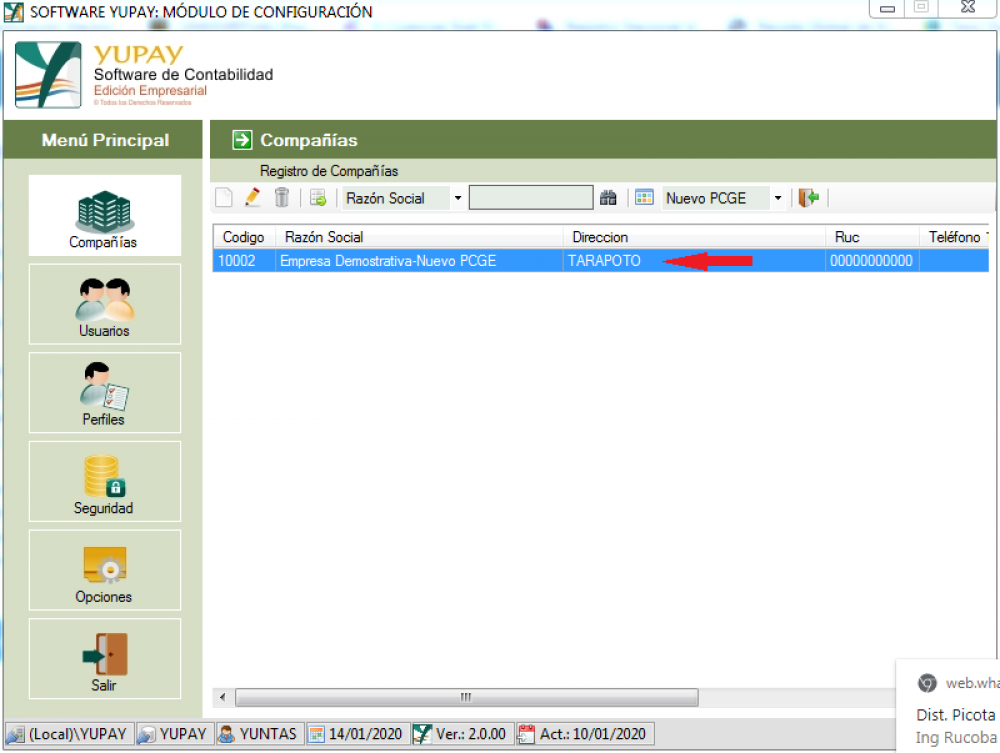 SOFTWARE YUPAY: MÓDULO DE CONFIGURACIÓN
YUPAY
Software de Contabilidad
Edición Empresarial
© Todos los Derechos Reservados
Menú Principal
Compañías
Usuarios
Perfiles
Seguridad
Opciones
Salir
Compañías
Registro de Compañías
Razón Social Nuevo PCGE
Codigo Razón Social Direccion Ruc Teléfono
10002 Empresa Demostrativa-Nuevo PCGE TARAPOTO 00000000000
web.wha
Dist. Picota
Ing Rucoba
(Local)\YUPAY YUPAY YUNTAS 14/01/2020 Ver.: 2.0.00 Act.: 10/01/2020